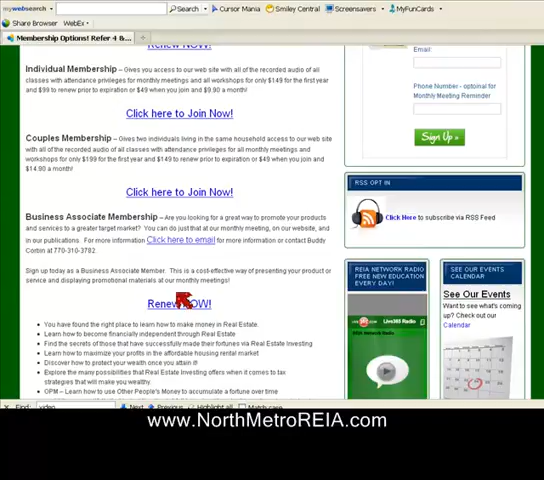 mywebsearch Search Cursor Mania Smiley Central Screensavers MyFunCards
Share Browser WebEx
Membership Options! Refer 4 &...
Renew NOW!
Individual Membership – Gives you access to our web site with all of the recorded audio of all
classes with attendance privileges for monthly meetings and all workshops for only $149 for the first year
and $99 to renew prior to expiration or $49 when you join and $9.90 a month!
Click here to Join Now!
Couples Membership – Gives two individuals living in the same household access to our web site
with all of the recorded audio of all classes with attendance privileges for all monthly meetings and
workshops for only $199 for the first year and $149 to renew prior to expiration or $49 when you join and
$14.90 a month!
Click here to Join Now!
Business Associate Membership – Are you looking for a great way to promote your products
and services to a greater target market? You can do just that at our monthly meeting, on our website, and
in our publications. For more information Click here to email for more information or contact Buddy
Corbin at 770-310-3782.
Sign up today as a Business Associate Member. This is a cost-effective way of presenting your product or
service and displaying promotional materials at our monthly meetings!
Renew NOW!
You have found the right place to learn how to make money in Real Estate.
Learn how to become financially independent through Real Estate
Find the secrets of those that have successfully made their fortunes via Real Estate Investing
Learn how to maximize your profits in the affordable housing rental market
Discover how to protect your wealth once you attain it
Explore the many possibilities that Real Estate Investing offers when it comes to tax
strategies that will make you wealthy.
OPM – Learn how to use Other People's Money to accumulate a fortune over time
Email:
Phone Number - optional for
Monthly Meeting Reminder
Sign Up
RSS OPT IN
Click Here to subscribe via RSS Feed
REIA NETWORK RADIO
FREE NEW EDUCATION
EVERY DAY!
Live365 Radio
SEE OUR EVENTS
CALENDAR
See Our Events
Want to see what's coming
up? Check out our
Calendar
Find: video Next Previous Highlight all Match case
www.NorthMetroREIA.com